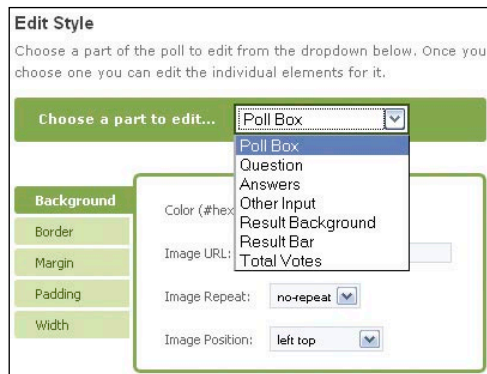 Edit Style
Choose a part of the poll to edit from the dropdown below. Once you
choose one you can edit the individual elements for it.
Choose a part to edit... Poll Box
Poll Box
Question
Answers
Other Input
Result Background
Result Bar
Total Votes
Background
Border
Margin
Padding
Width
Color (#hex
Image URL:
Image Repeat: no-repeat
Image Position: left top